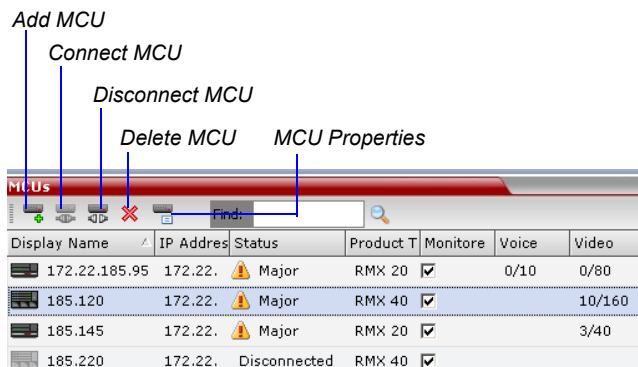 Add MCU
Connect MCU
Disconnect MCU
Delete MCU MCU Properties
MCUs
Find:
Display Name IP Addres Status Product T Monitore Voice Video
172.22.185.95 172.22. Major RMX 20 0/10 0/80
185.120 172.22. Major RMX 40 10/160
185.145 172.22. Major RMX 20 3/40
185.220 172.22. Disconnected RMX 40